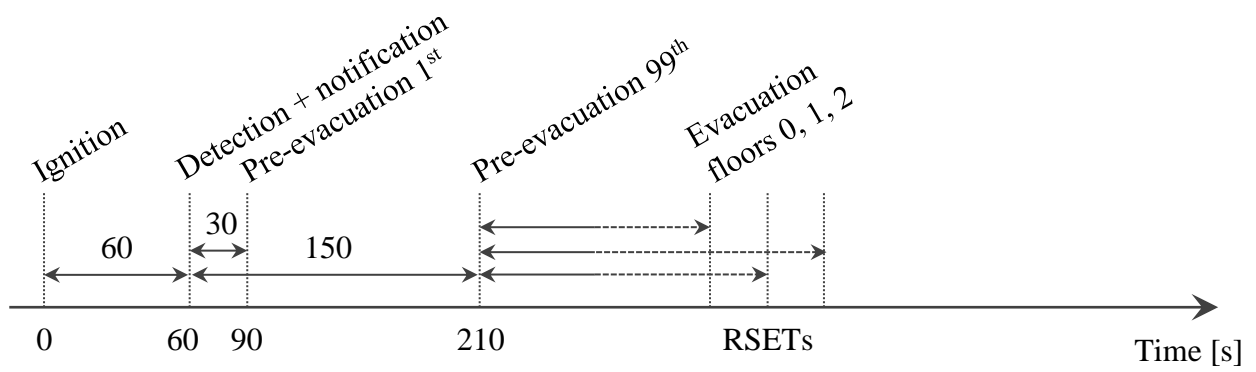 Ignition
Detection + notification
Pre-evacuation 1st
Pre-evacuation 99th
Evacuation
floors 0, 1, 2
60
30
150
0
60
90
210
RSETs
Time [s]